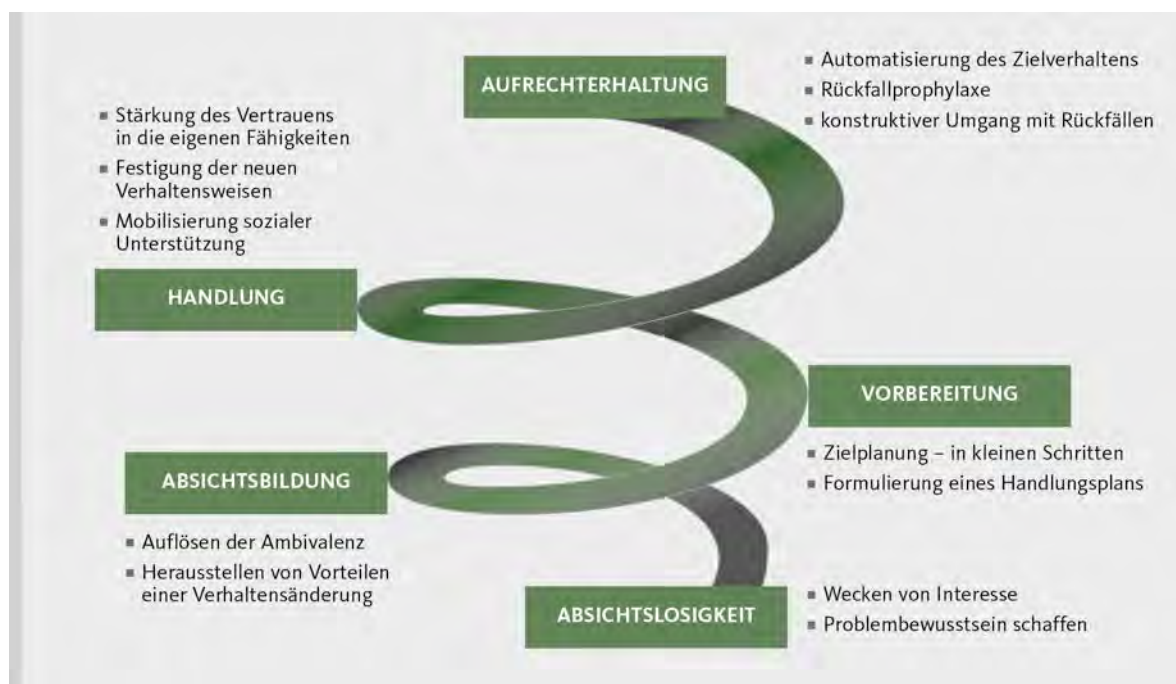 AUFRECHTERHALTUNG
▪ Automatisierung des Zielverhaltens
▪ Rückfallprophylaxe
▪ konstruktiver Umgang mit Rückfällen
▪ Stärkung des Vertrauens
in die eigenen Fähigkeiten
▪ Festigung der neuen
Verhaltensweisen
▪ Mobilisierung sozialer
Unterstützung
HANDLUNG
VORBEREITUNG
▪ Zielplanung – in kleinen Schritten
▪ Formulierung eines Handlungsplans
ABSICHTSBILDUNG
▪ Auflösen der Ambivalenz
▪ Herausstellen von Vorteilen
einer Verhaltensänderung
ABSICHTSLOSIGKEIT
▪ Wecken von Interesse
▪ Problembewusstsein schaffen